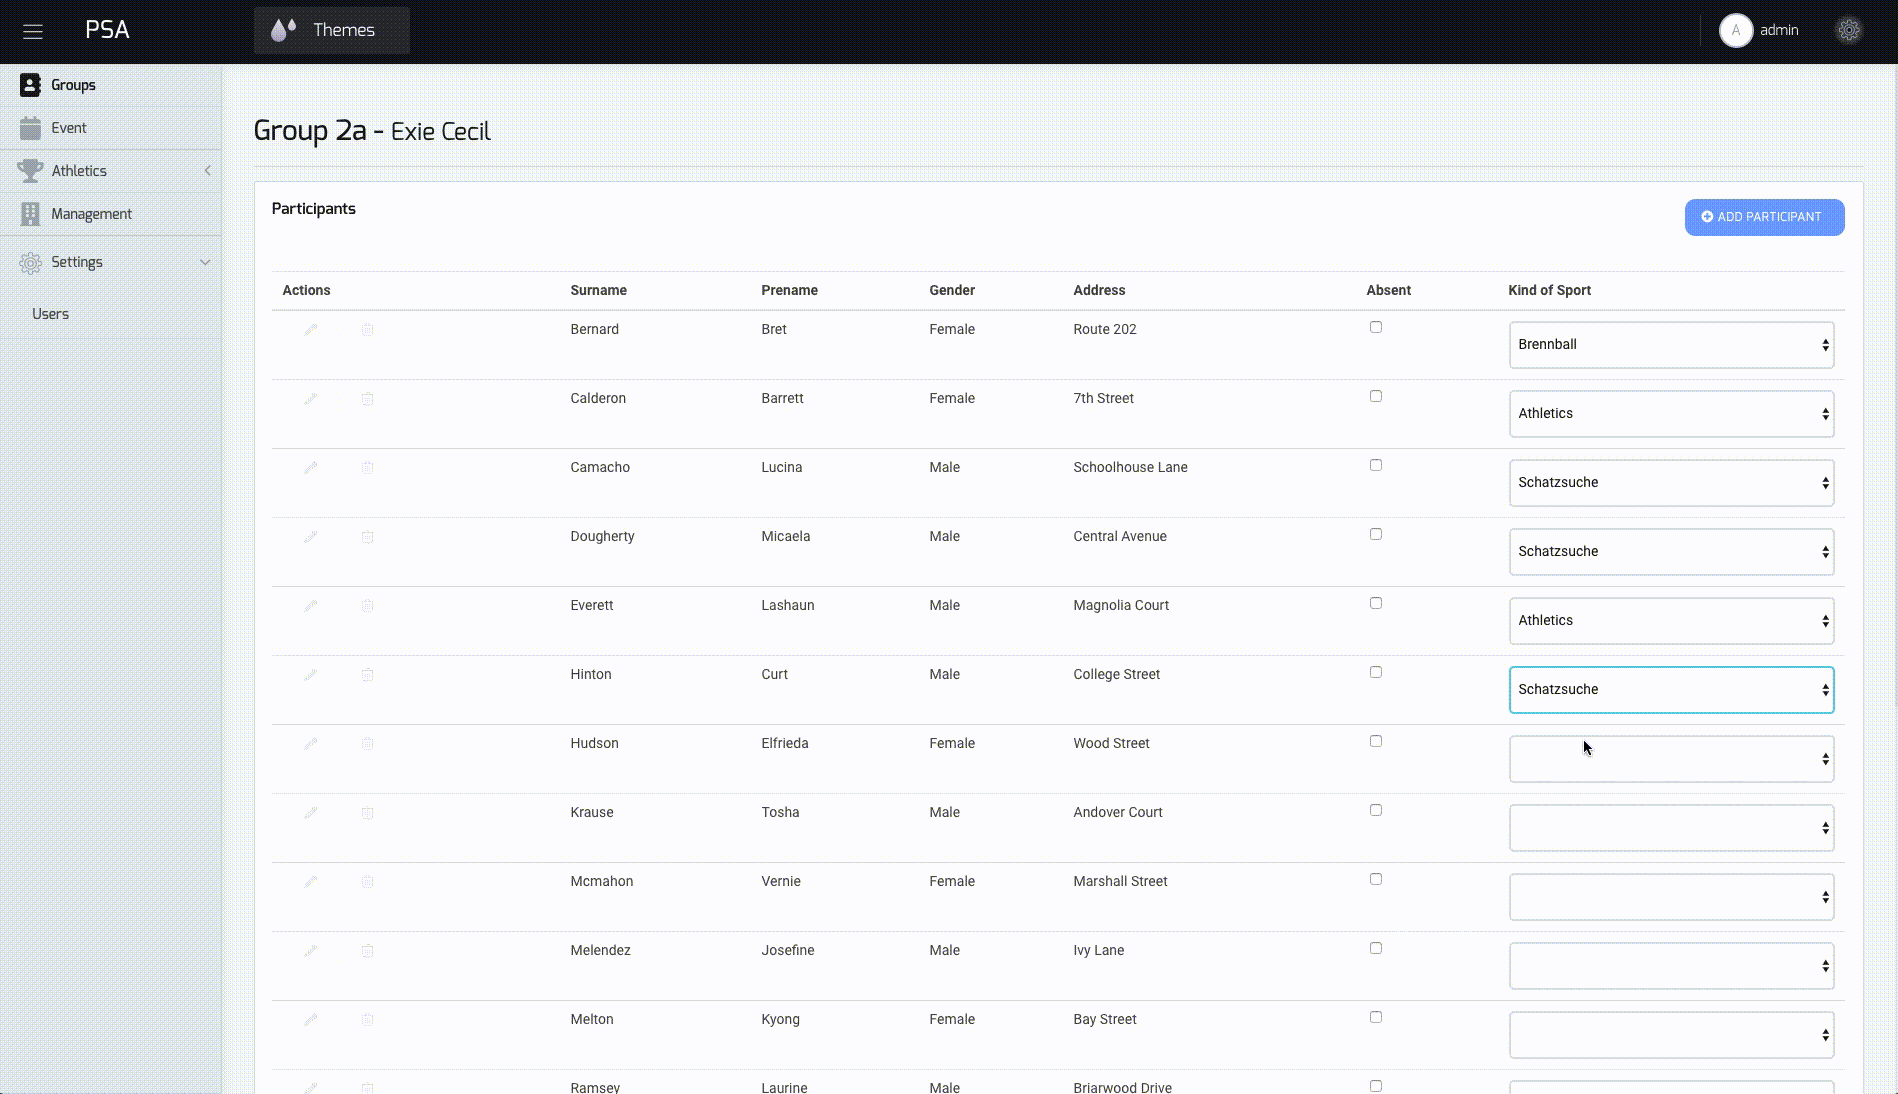 PSA
Themes
A admin
Groups
Event
Athletics
Management
Settings
Users
Group 2a - Exie Cecil
Participants
ADD PARTICIPANT
Actions Surname Prename Gender Address Absent Kind of Sport
Bernard Bret Female Route 202 Brennball
Calderon Barrett Female 7th Street Athletics
Camacho Lucina Male Schoolhouse Lane Schatzsuche
Dougherty Micaela Male Central Avenue Schatzsuche
Everett Lashaun Male Magnolia Court Athletics
Hinton Curt Male College Street Schatzsuche
Hudson Elfrieda Female Wood Street
Krause Tosha Male Andover Court
Mcmahon Vernie Female Marshall Street
Melendez Josefine Male Ivy Lane
Melton Kyong Female Bay Street
Ramsey Laurine Male Briarwood Drive